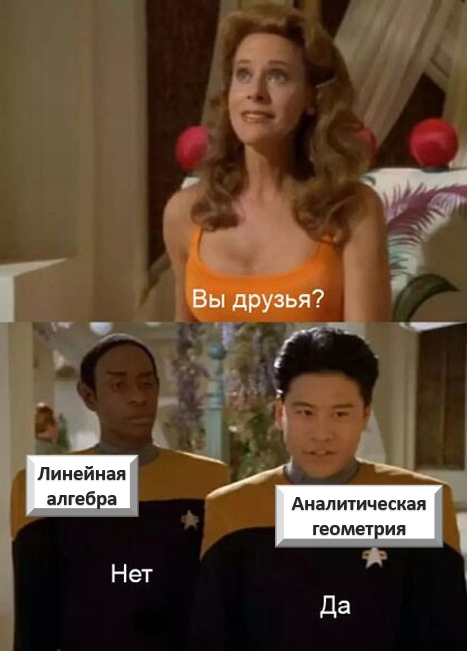 Вы друзья?
Линейная
алгебра
Аналитическая
геометрия
Нет
Да